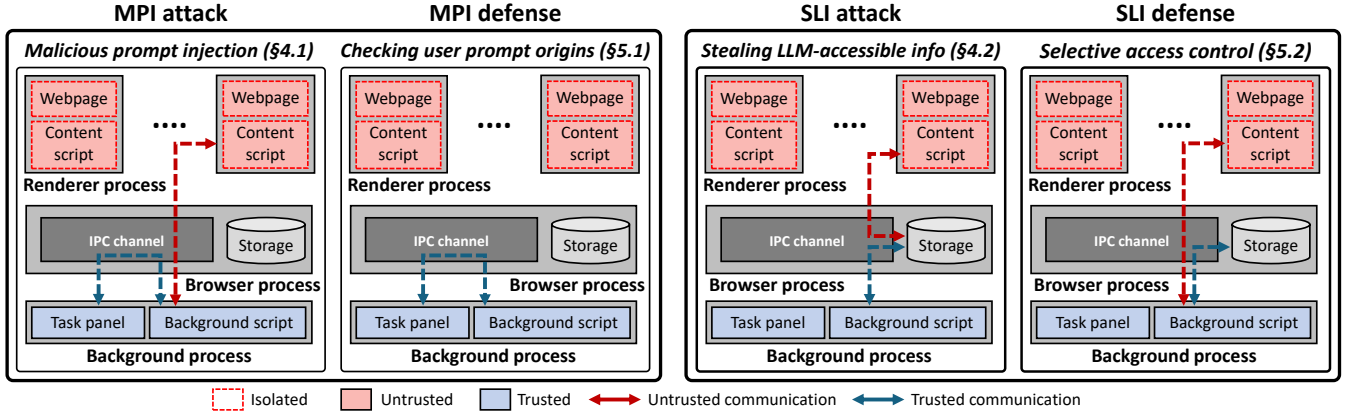 MPI attack
MPI defense
SLI attack
SLI defense
Malicious prompt injection (§4.1)
Checking user prompt origins (§5.1)
Stealing LLM-accessible info (§4.2)
Selective access control (§5.2)
Webpage
Content
script
....
Webpage
Content
script
Renderer process
IPC channel
Storage
Browser process
Task panel
Background script
Background process
Webpage
Content
script
....
Webpage
Content
script
Renderer process
IPC channel
Storage
Browser process
Task panel
Background script
Background process
Webpage
Content
script
....
Webpage
Content
script
Renderer process
IPC channel
Storage
Browser process
Task panel
Background script
Background process
Webpage
Content
script
....
Webpage
Content
script
Renderer process
IPC channel
Storage
Browser process
Task panel
Background script
Background process
Isolated
Untrusted
Trusted
Untrusted communication
Trusted communication